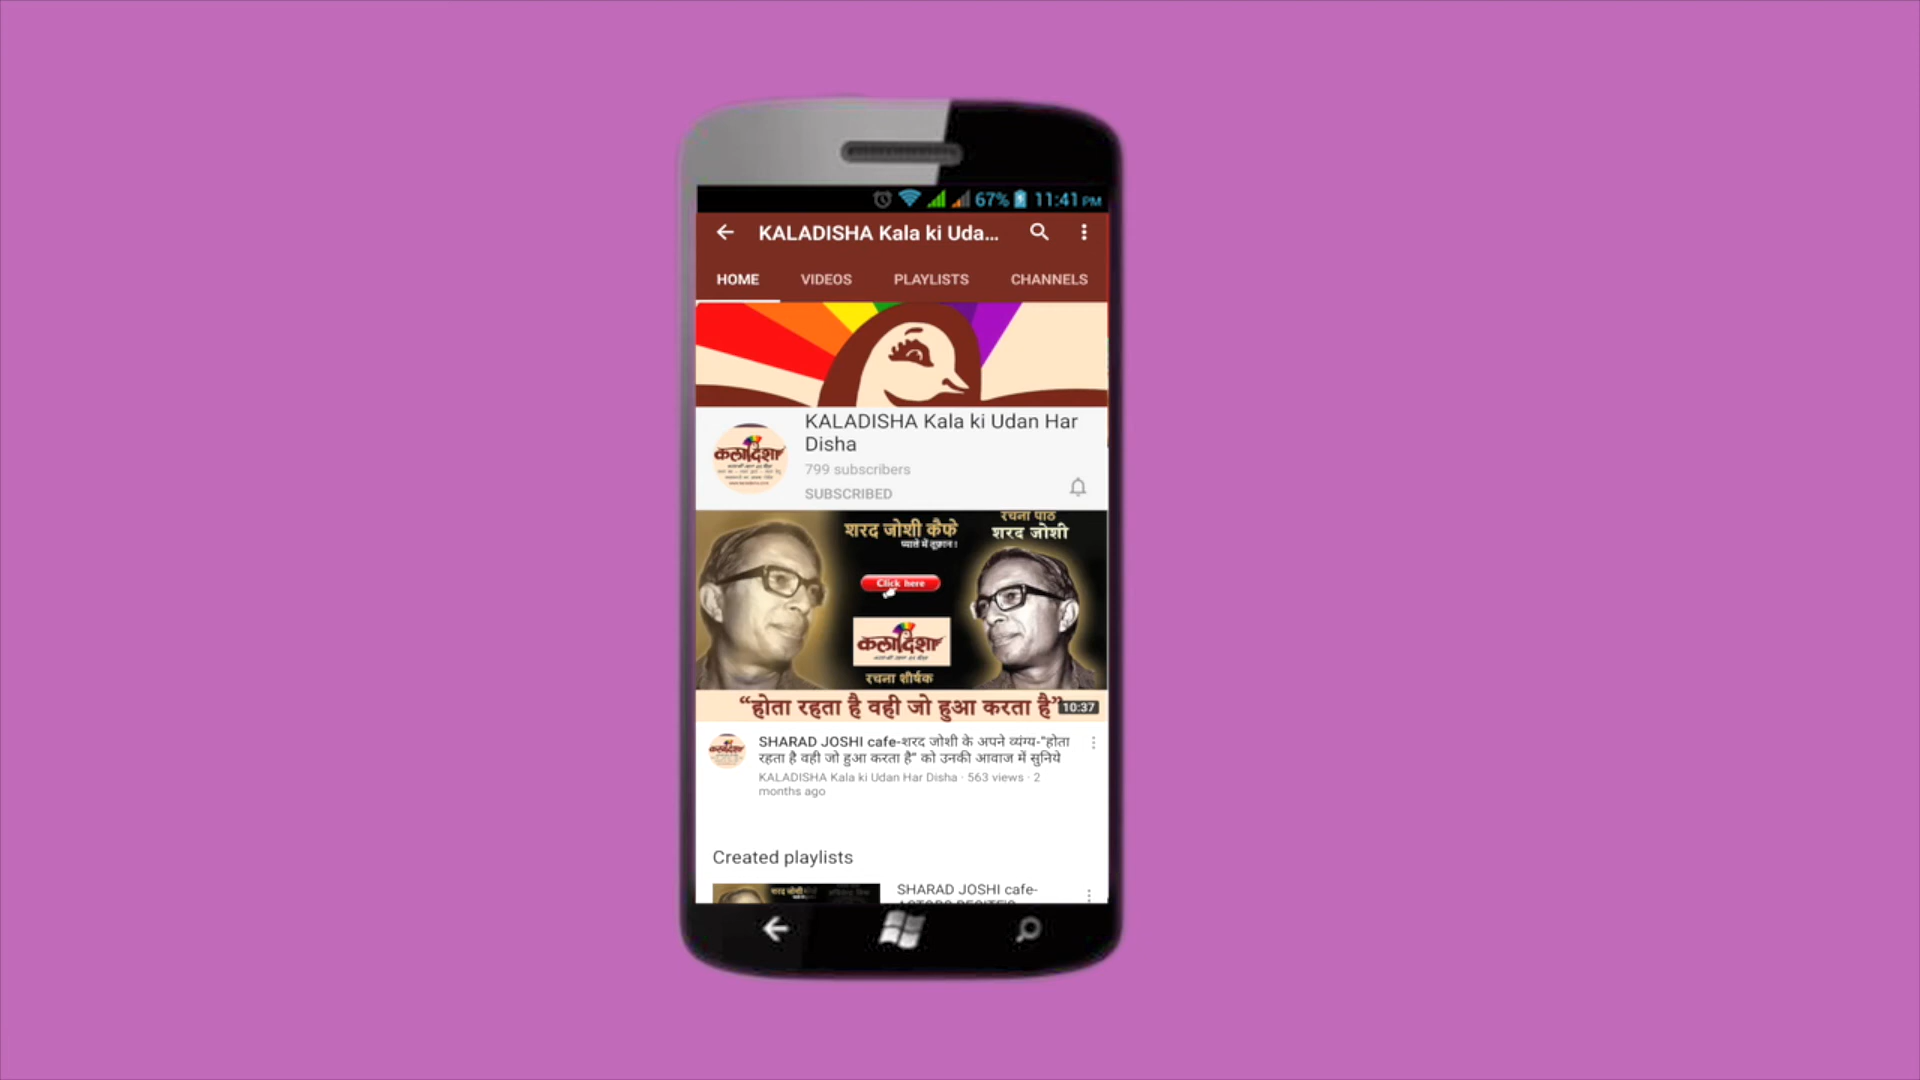 67% 11:41 PM
KALADISHA Kala ki Uda...
HOME VIDEOS PLAYLISTS CHANNELS
KALADISHA Kala ki Udan Har
Disha
799 subscribers
SUBSCRIBED
कलादिशा
शरद जोशी कैफे
प्याले में तूफ़ान!
रचना पाठ
शरद जोशी
Click here
कलादिशा
रचना शीर्षक
“होता रहता है वही जो हुआ करता है”
10:37
SHARAD JOSHI cafe-शरद जोशी के अपने व्यंग्य-"होता
रहता है वही जो हुआ करता है" को उनकी आवाज में सुनिये
KALADISHA Kala ki Udan Har Disha · 563 views · 2
months ago
Created playlists
SHARAD JOSHI cafe-